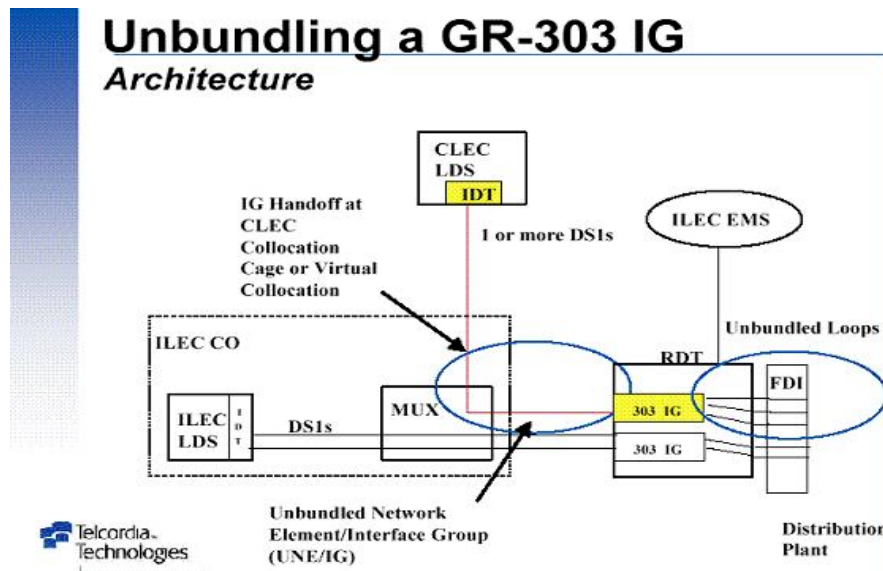 Unbundling a GR-303 IG
Architecture
CLEC
LDS
IDT
IG Handoff at
CLEC
Collocation
Cage or Virtual
Collocation
1 or more DS1s
ILEC EMS
Unbundled Loops
ILEC CO
RDT
FDI
MUX
303 IG
ILEC
LDS
I
D
T
DS1s
303 IG
Unbundled Network
Element/Interface Group
(UNE/IG)
Distribution
Plant
Telcordia™
Technologies